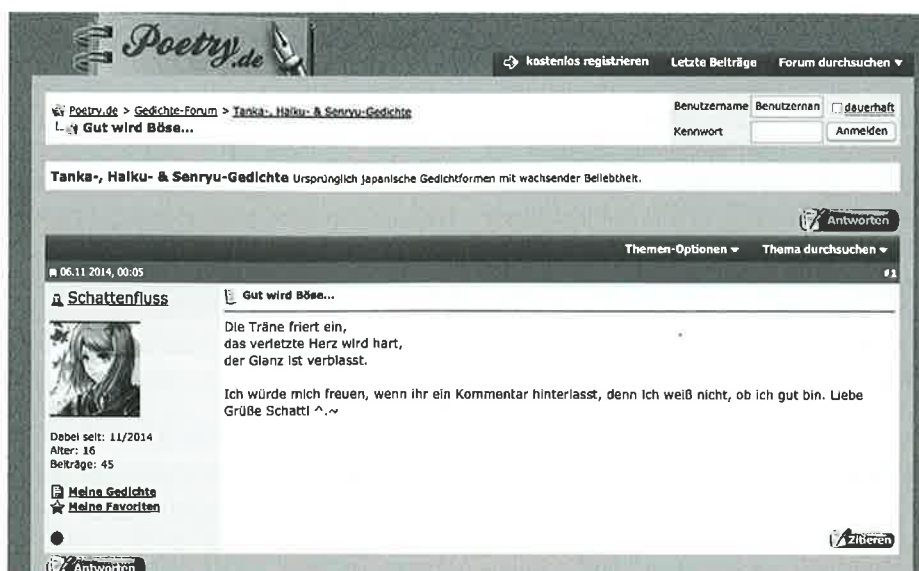 Poetry.de
kostenlos registrieren Letzte Beiträge Forum durchsuchen
Poetry.de > Gedichte-Forum > Tanka-, Haiku- & Senryu-Gedichte
Gut wird Böse...
Benutzername Benutzernan dauerhaft
Kennwort Anmelden
Tanka-, Haiku- & Senryu-Gedichte Ursprünglich japanische Gedichtformen mit wachsender Beliebtheit.
Antworten
Themen-Optionen Thema durchsuchen
06.11.2014, 00:05 #1
Schattenfluss
Gut wird Böse...
Die Träne friert ein,
das verletzte Herz wird hart,
der Glanz ist verblasst.
Ich würde mich freuen, wenn ihr ein Kommentar hinterlasst, denn ich weiß nicht, ob ich gut bin. Liebe
Grüße Schatti ^.~
Dabei seit: 11/2014
Alter: 16
Beiträge: 45
Meine Gedichte
Meine Favoriten
Zitieren
Antworten